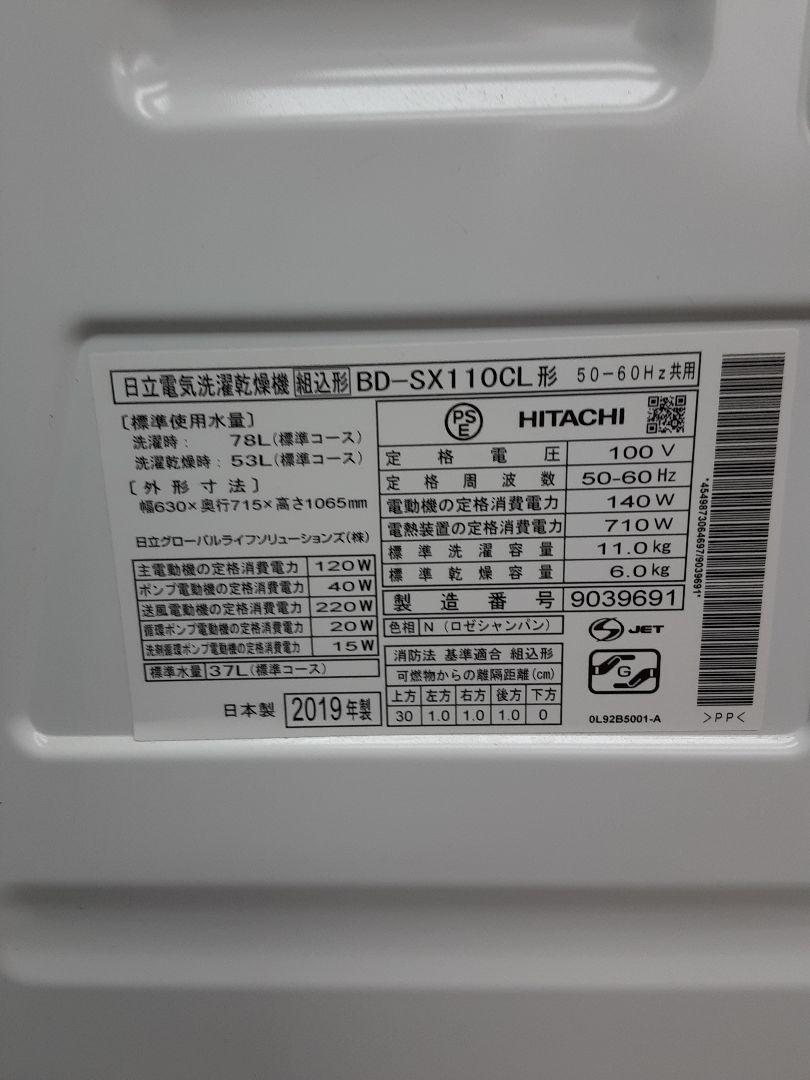 日立電気洗濯乾燥機 組込形 BD-SX110CL形 50-60Hz共用
[標準使用水量]
洗濯時: 78L(標準コース)
洗濯乾燥時: 53L(標準コース)
[外形寸法]
幅630×奥行715×高さ1065mm
日立グローバルライフソリューションズ(株)
主電動機の定格消費電力 120W
ポンプ電動機の定格消費電力 40W
送風電動機の定格消費電力 220W
循環ポンプ電動機の定格消費電力 20W
洗剤循環ポンプ電動機の定格消費電力 15W
標準水量 37L(標準コース)
日本製 2019年製
PSE HITACHI
定格電圧 100V
定格周波数 50-60Hz
電動機の定格消費電力 140W
電熱装置の定格消費電力 710W
標準洗濯容量 11.0kg
標準乾燥容量 6.0kg
製造番号 9039691
色相 N (ロゼシャンパン)
消防法 基準適合 組込形
可燃物からの離隔距離(cm)
上方 左方 右方 後方 下方
30 1.0 1.0 1.0 0
S JET
G
0L92B5001-A >PP<
*4549873064697/9039691*